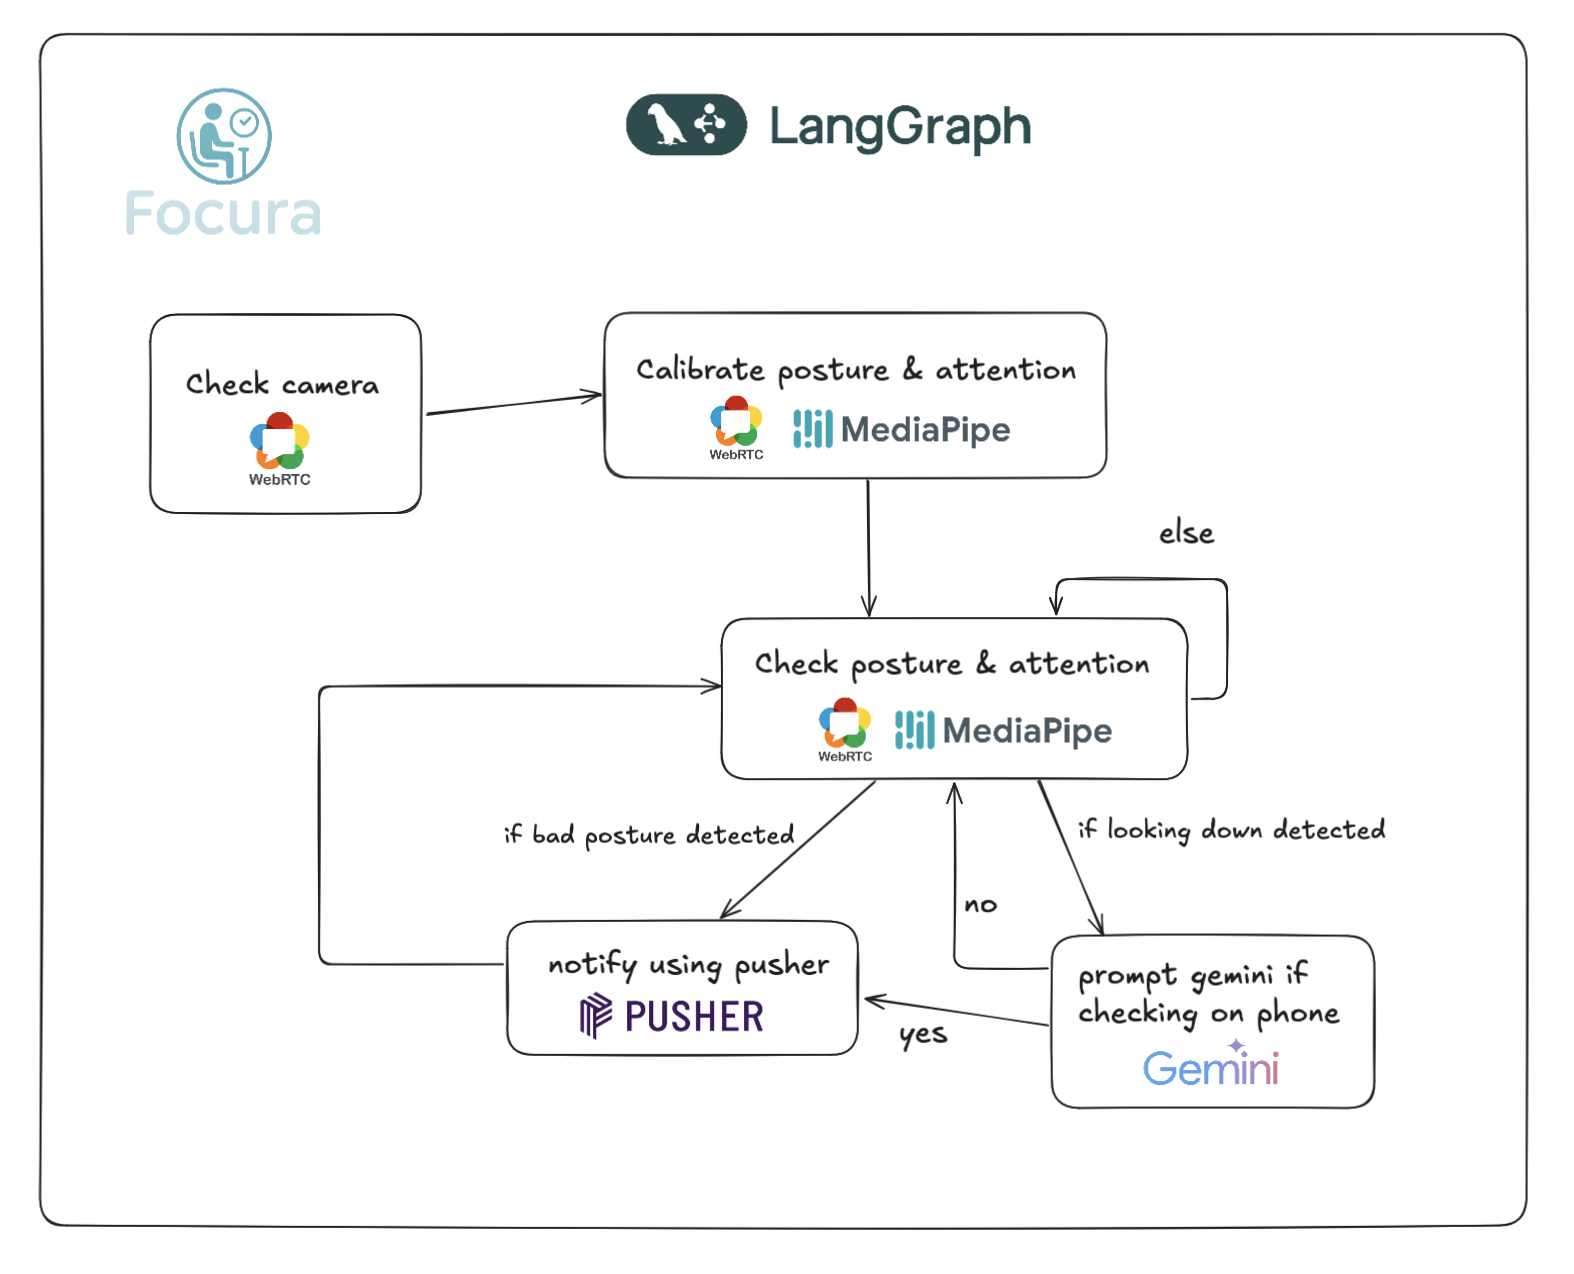 Focura
LangGraph
Check camera
WebRTC
Calibrate posture & attention
WebRTC
MediaPipe
else
Check posture & attention
WebRTC
MediaPipe
if bad posture detected
if looking down detected
no
notify using pusher
PUSHER
yes
prompt gemini if
checking on phone
Gemini